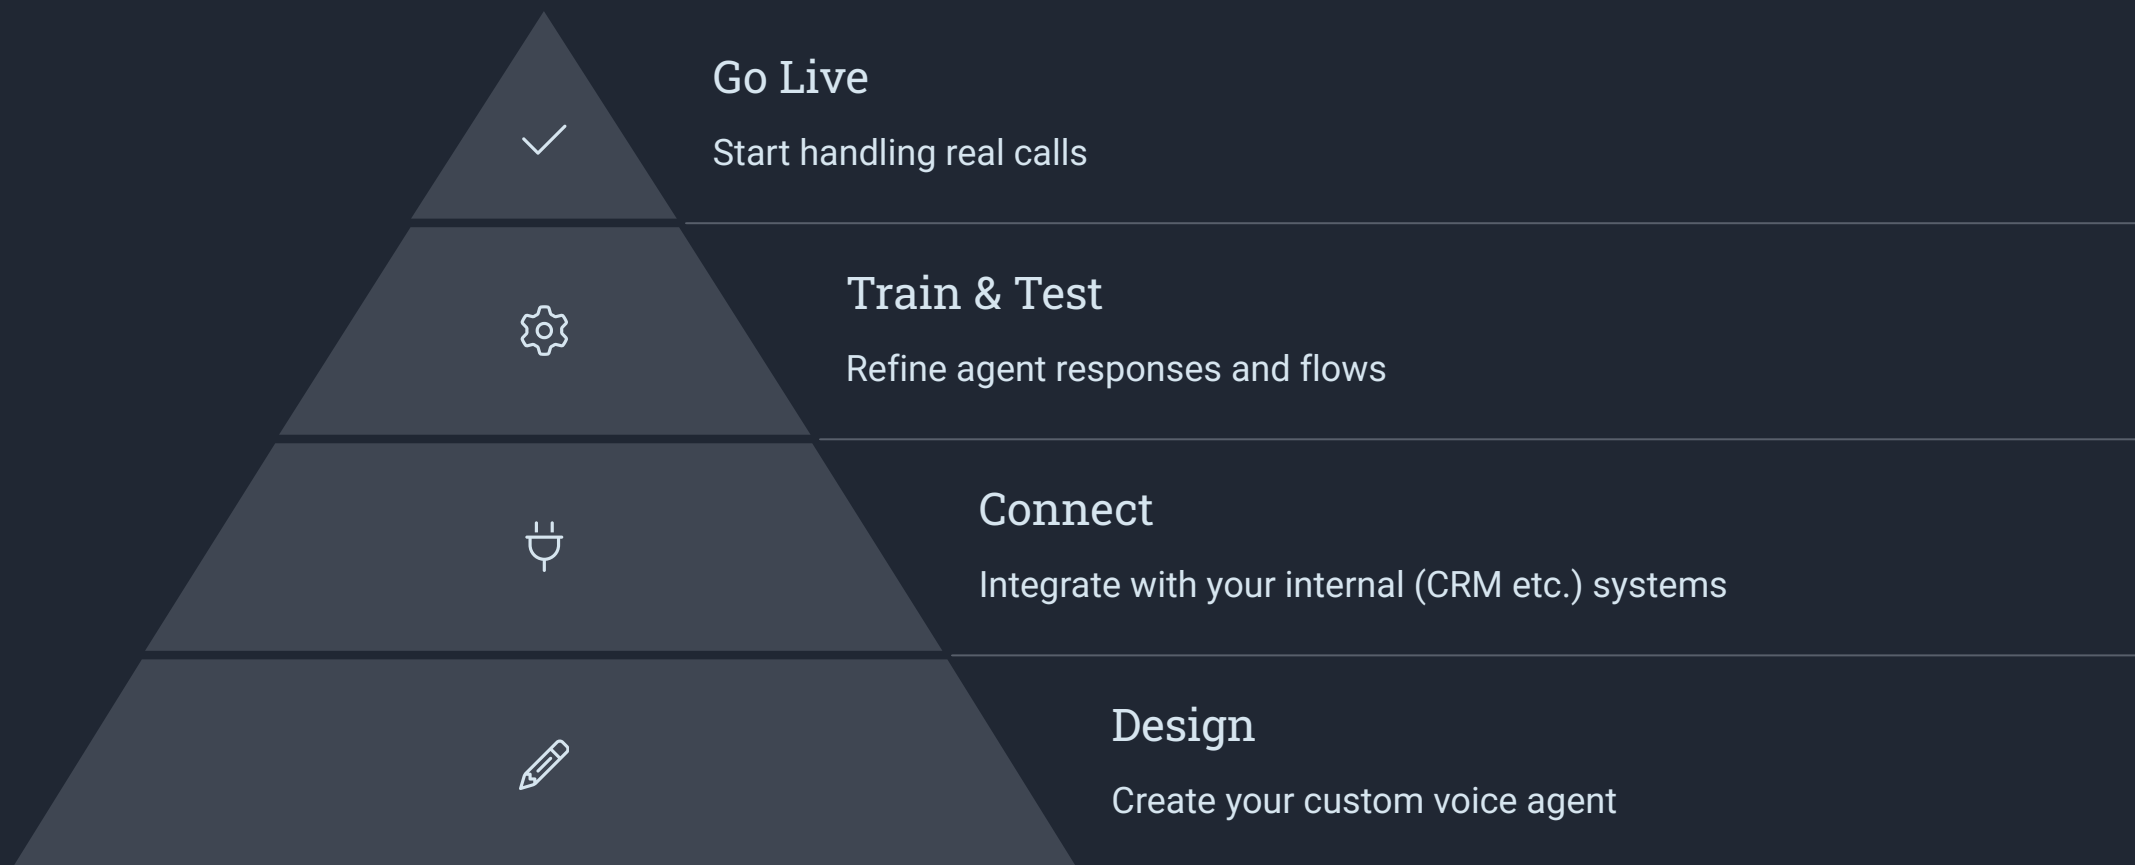 Go Live
Start handling real calls
Train & Test
Refine agent responses and flows
Connect
Integrate with your internal (CRM etc.) systems
Design
Create your custom voice agent